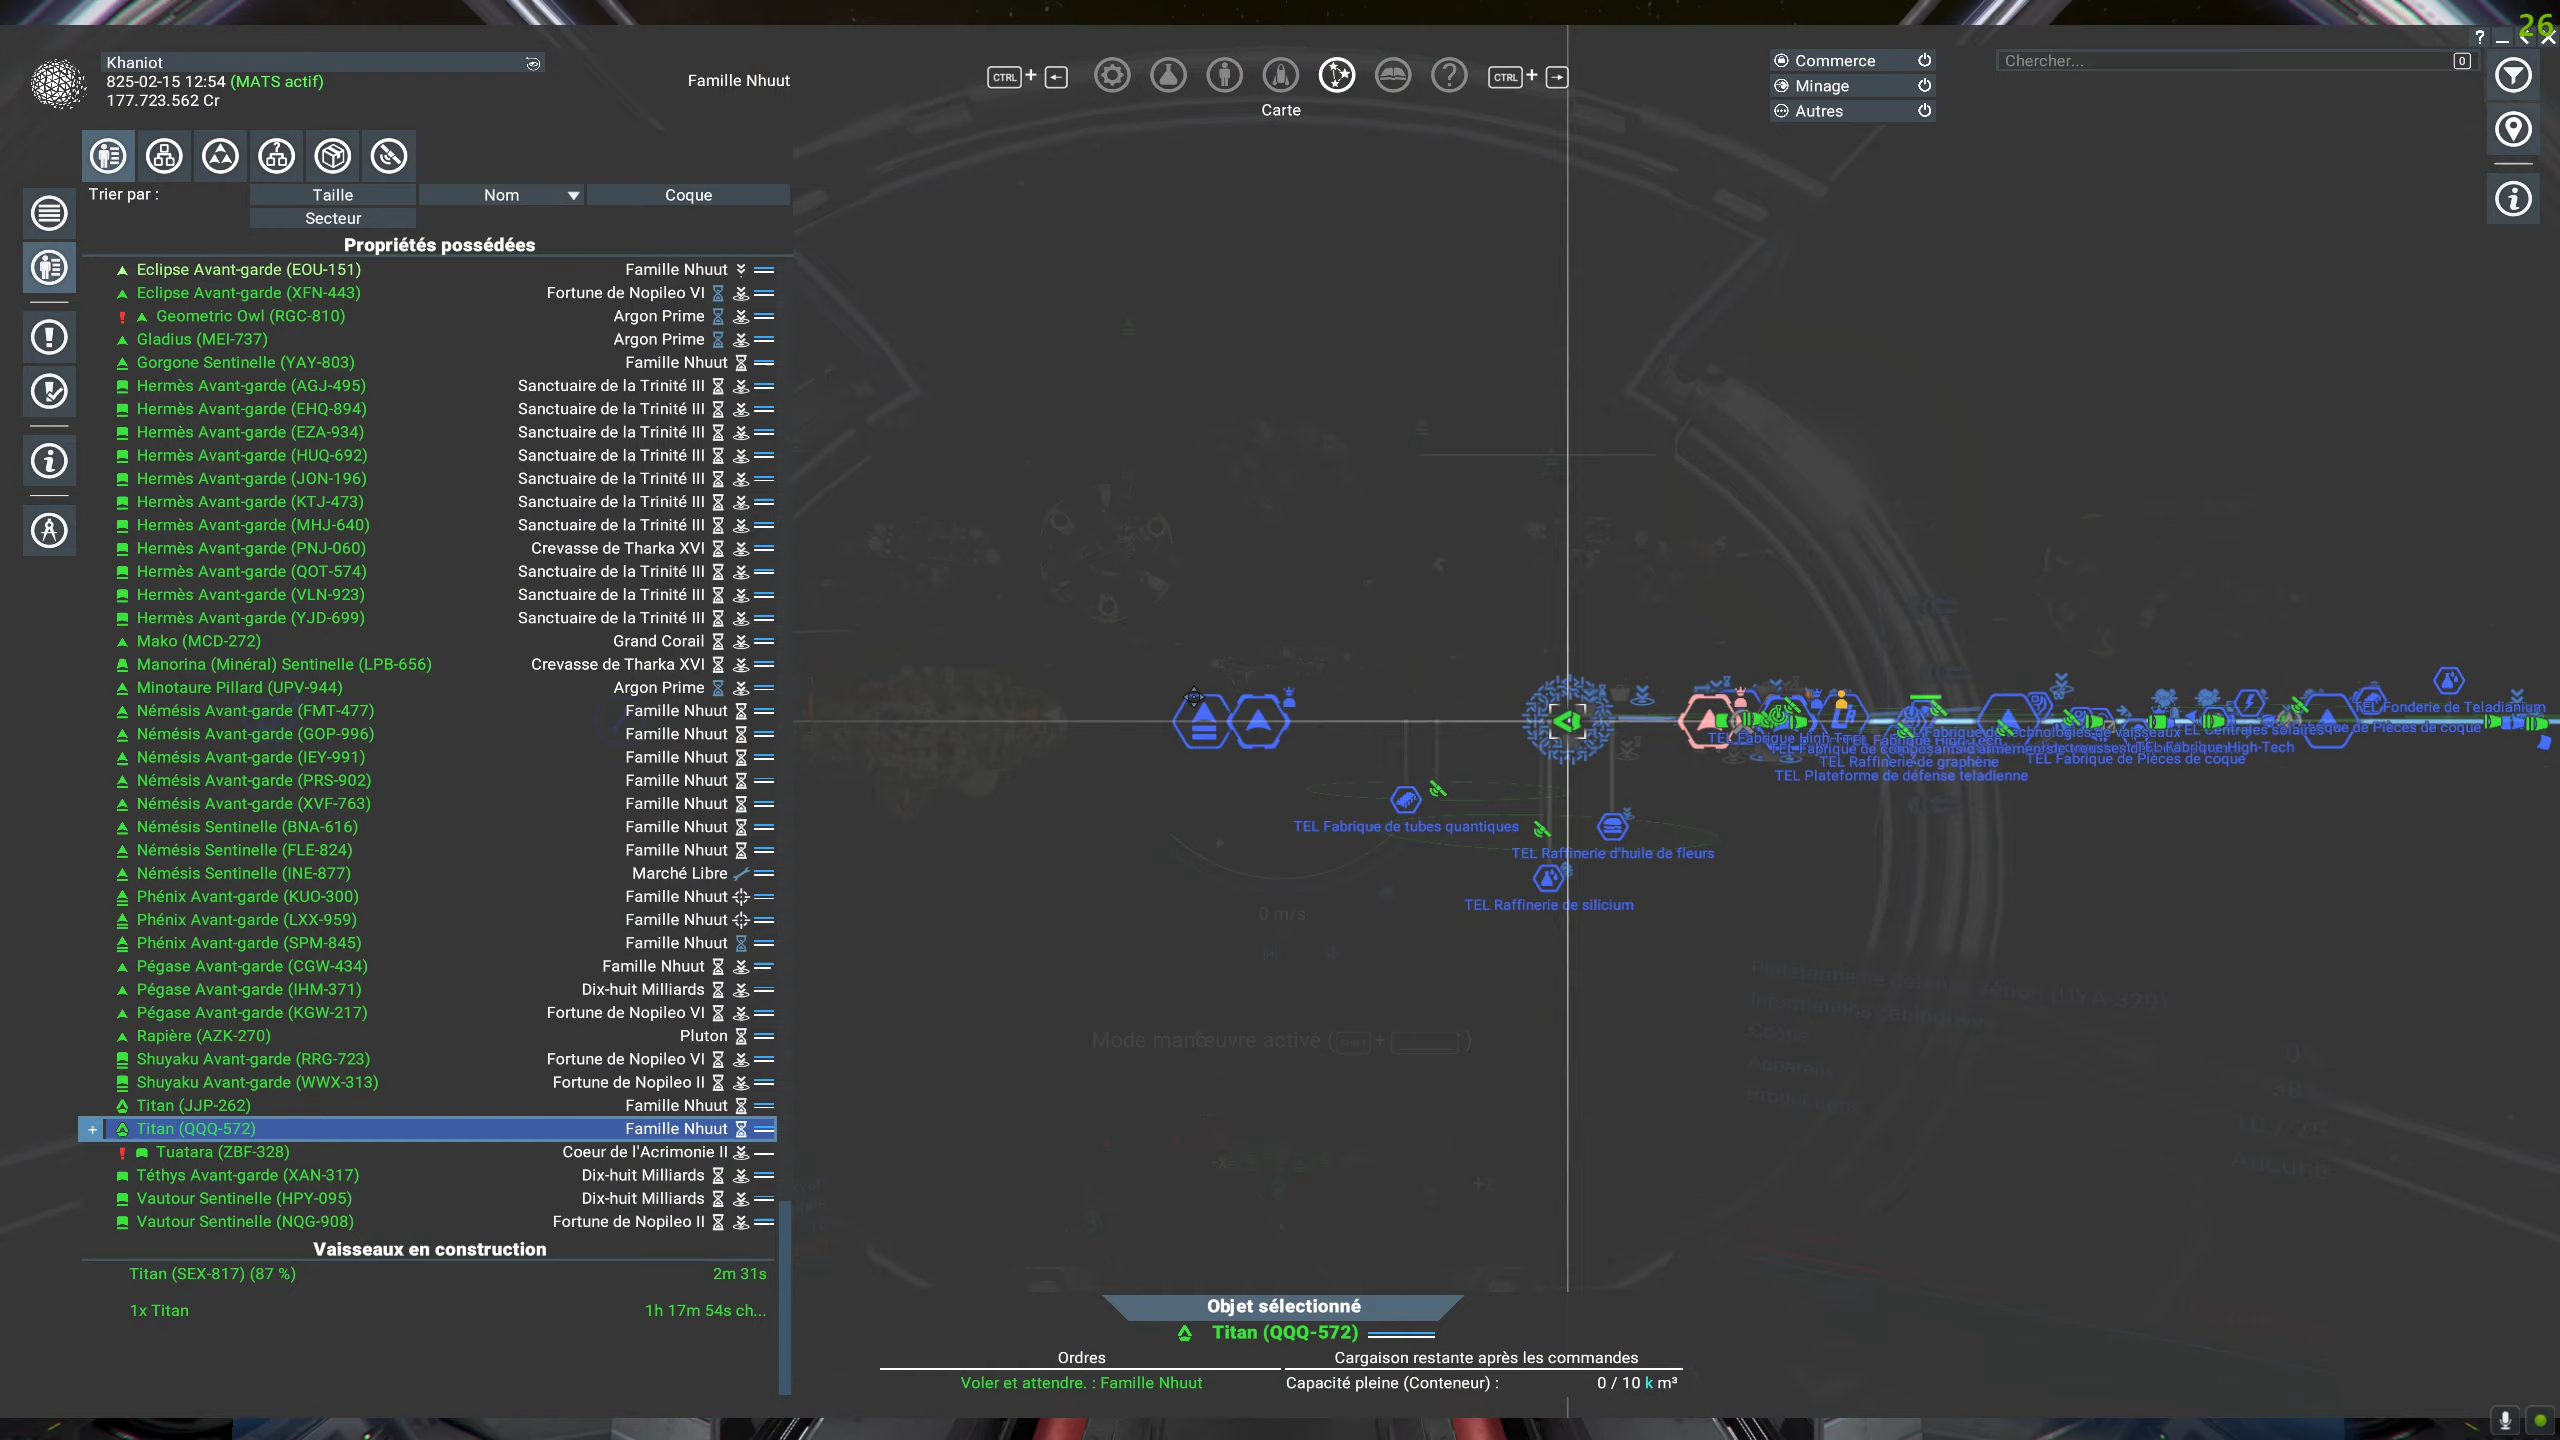 26
Khaniot
825-02-15 12:54 (MATS actif)
177.723.562 Cr
Famille Nhuut
CTRL + ←
CTRL + →
Carte
Commerce
Minage
Autres
Chercher...
0
Trier par :
Taille
Nom
Coque
Secteur
Propriétés possédées
Eclipse Avant-garde (EOU-151) Famille Nhuut
Eclipse Avant-garde (XFN-443) Fortune de Nopileo VI
Geometric Owl (RGC-810) Argon Prime
Gladius (MEI-737) Argon Prime
Gorgone Sentinelle (YAY-803) Famille Nhuut
Hermès Avant-garde (AGJ-495) Sanctuaire de la Trinité III
Hermès Avant-garde (EHQ-894) Sanctuaire de la Trinité III
Hermès Avant-garde (EZA-934) Sanctuaire de la Trinité III
Hermès Avant-garde (HUQ-692) Sanctuaire de la Trinité III
Hermès Avant-garde (JON-196) Sanctuaire de la Trinité III
Hermès Avant-garde (KTJ-473) Sanctuaire de la Trinité III
Hermès Avant-garde (MHJ-640) Sanctuaire de la Trinité III
Hermès Avant-garde (PNJ-060) Crevasse de Tharka XVI
Hermès Avant-garde (QOT-574) Sanctuaire de la Trinité III
Hermès Avant-garde (VLN-923) Sanctuaire de la Trinité III
Hermès Avant-garde (YJD-699) Sanctuaire de la Trinité III
Mako (MCD-272) Grand Corail
Manorina (Minéral) Sentinelle (LPB-656) Crevasse de Tharka XVI
Minotaure Pillard (UPV-944) Argon Prime
Némésis Avant-garde (FMT-477) Famille Nhuut
Némésis Avant-garde (GOP-996) Famille Nhuut
Némésis Avant-garde (IEY-991) Famille Nhuut
Némésis Avant-garde (PRS-902) Famille Nhuut
Némésis Avant-garde (XVF-763) Famille Nhuut
Némésis Sentinelle (BNA-616) Famille Nhuut
Némésis Sentinelle (FLE-824) Famille Nhuut
Némésis Sentinelle (INE-877) Marché Libre
Phénix Avant-garde (KUO-300) Famille Nhuut
Phénix Avant-garde (LXX-959) Famille Nhuut
Phénix Avant-garde (SPM-845) Famille Nhuut
Pégase Avant-garde (CGW-434) Famille Nhuut
Pégase Avant-garde (IHM-371) Dix-huit Milliards
Pégase Avant-garde (KGW-217) Fortune de Nopileo VI
Rapière (AZK-270) Pluton
Shuyaku Avant-garde (RRG-723) Fortune de Nopileo VI
Shuyaku Avant-garde (WWX-313) Fortune de Nopileo II
Titan (JJP-262) Famille Nhuut
+ Titan (QQQ-572) Famille Nhuut
Tuatara (ZBF-328) Coeur de l'Acrimonie II
Téthys Avant-garde (XAN-317) Dix-huit Milliards
Vautour Sentinelle (HPY-095) Dix-huit Milliards
Vautour Sentinelle (NQG-908) Fortune de Nopileo II
Vaisseaux en construction
Titan (SEX-817) (87 %) 2m 31s
1x Titan 1h 17m 54s ch...
TEL Fonderie de Teladianium
TEL Fabrique High-Tech
TEL Fabrique de Pièces de coque
TEL Raffinerie de graphène
TEL Plateforme de défense teladienne
TEL Fabrique de tubes quantiques
TEL Raffinerie d'huile de fleurs
TEL Raffinerie de silicium
0 m/s
Mode manœuvre activé (SHIFT +)
Coque
Objet sélectionné
Titan (QQQ-572)
Ordres
Voler et attendre. : Famille Nhuut
Cargaison restante après les commandes
Capacité pleine (Conteneur) : 0 / 10 k m³